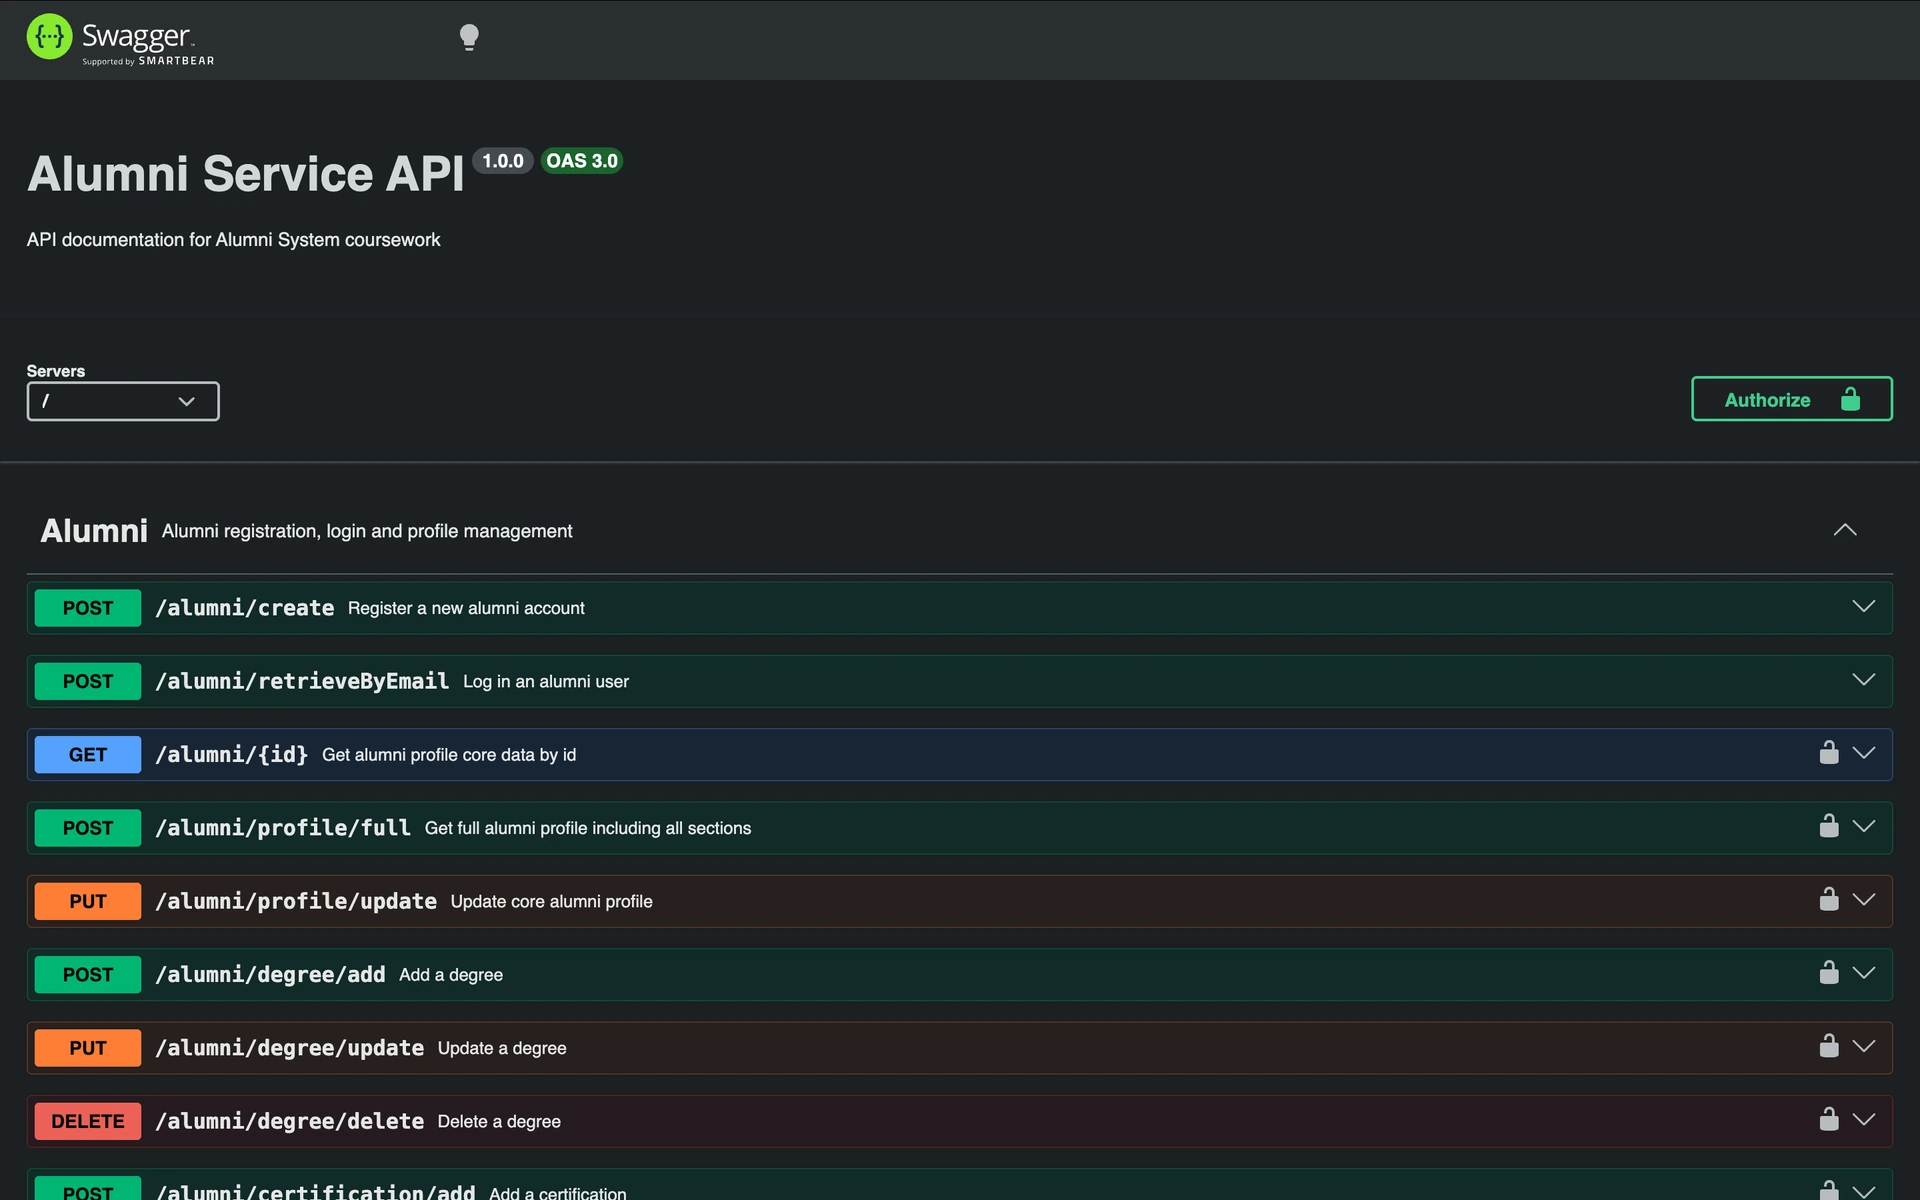 Swagger
Supported by SMARTBEAR
Alumni Service API 1.0.0 OAS 3.0
API documentation for Alumni System coursework
Servers
/
Authorize
Alumni Alumni registration, login and profile management
POST /alumni/create Register a new alumni account
POST /alumni/retrieveByEmail Log in an alumni user
GET /alumni/{id} Get alumni profile core data by id
POST /alumni/profile/full Get full alumni profile including all sections
PUT /alumni/profile/update Update core alumni profile
POST /alumni/degree/add Add a degree
PUT /alumni/degree/update Update a degree
DELETE /alumni/degree/delete Delete a degree
POST /alumni/certification/add Add a certification